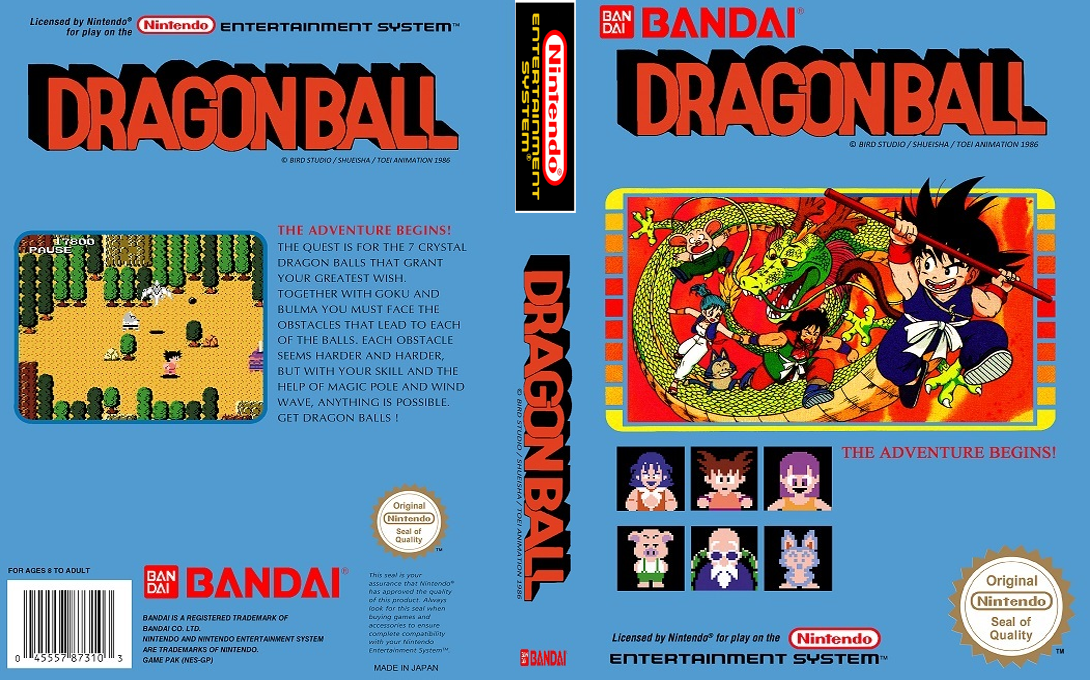 Licensed by Nintendo®
for play on the
Nintendo ENTERTAINMENT SYSTEM™
DRAGON BALL
© BIRD STUDIO / SHUEISHA / TOEI ANIMATION 1986
17800
PAUSE
THE ADVENTURE BEGINS!
THE QUEST IS FOR THE 7 CRYSTAL
DRAGON BALLS THAT GRANT
YOUR GREATEST WISH.
TOGETHER WITH GOKU AND
BULMA YOU MUST FACE THE
OBSTACLES THAT LEAD TO EACH
OF THE BALLS. EACH OBSTACLE
SEEMS HARDER AND HARDER,
BUT WITH YOUR SKILL AND THE
HELP OF MAGIC POLE AND WIND
WAVE, ANYTHING IS POSSIBLE.
GET DRAGON BALLS !
Original
Nintendo
Seal of
Quality
™
FOR AGES 8 TO ADULT
0 45557 87310 3
BAN
DAI
BANDAI®
BANDAI IS A REGISTERED TRADEMARK OF
BANDAI CO. LTD.
NINTENDO AND NINTENDO ENTERTAINMENT SYSTEM
ARE TRADEMARKS OF NINTENDO.
GAME PAK (NES-GP)
This seal is your
assurance that Nintendo®
has approved the quality
of this product. Always
look for this seal when
buying games and
accessories to ensure
complete compatibility
with your Nintendo
Entertainment System™.
MADE IN JAPAN
Nintendo®
ENTERTAINMENT
SYSTEM®
DRAGON BALL
© BIRD STUDIO / SHUEISHA / TOEI ANIMATION 1986
BAN
DAI
BANDAI
BAN
DAI
BANDAI®
DRAGON BALL
© BIRD STUDIO / SHUEISHA / TOEI ANIMATION 1986
THE ADVENTURE BEGINS!
Licensed by Nintendo® for play on the
Nintendo
ENTERTAINMENT SYSTEM™
Original
Nintendo
Seal of
Quality
™